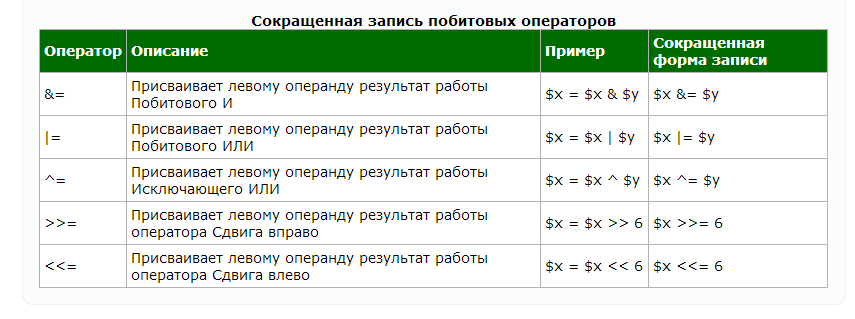 Сокращенная запись побитовых операторов
Оператор Описание Пример Сокращенная форма записи
&= Присваивает левому операнду результат работы Побитового И $x = $x & $y $x &= $y
|= Присваивает левому операнду результат работы Побитового ИЛИ $x = $x | $y $x |= $y
^= Присваивает левому операнду результат работы Исключающего ИЛИ $x = $x ^ $y $x ^= $y
>>= Присваивает левому операнду результат работы оператора Сдвига вправо $x = $x >> 6 $x >>= 6
<<= Присваивает левому операнду результат работы оператора Сдвига влево $x = $x << 6 $x <<= 6